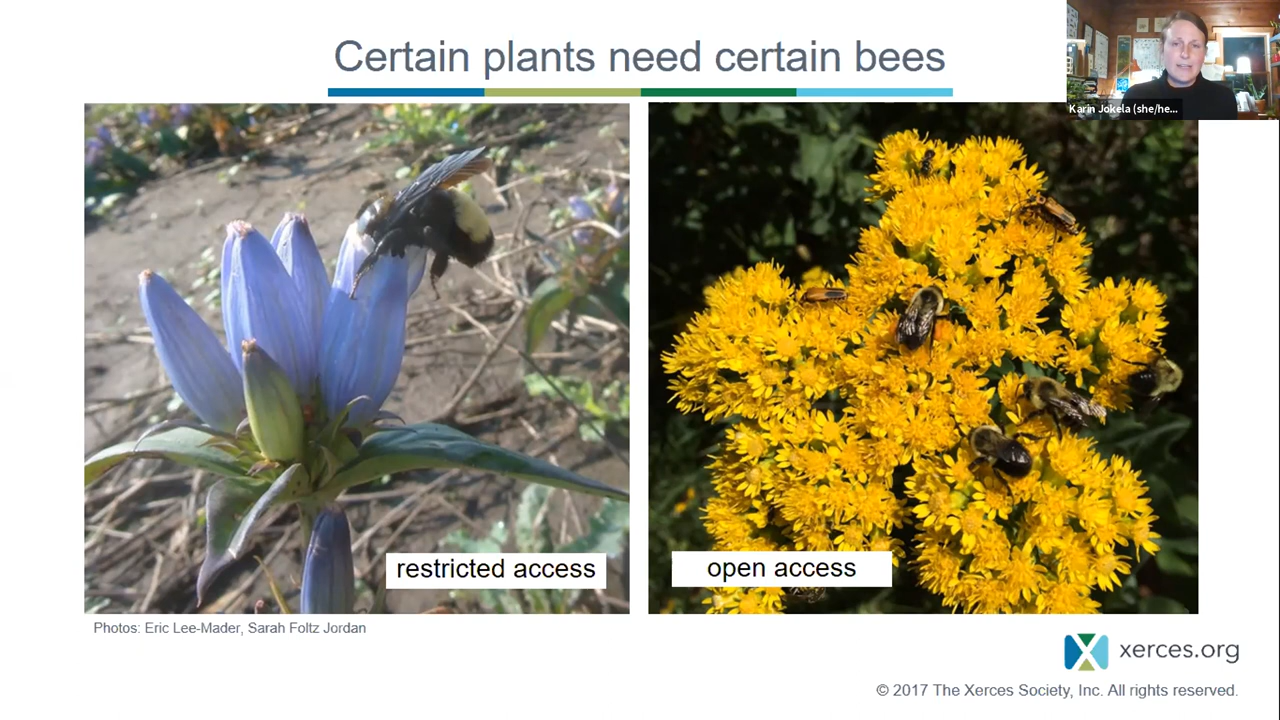 Certain plants need certain bees
Karin Jokela (she/he...
restricted access
open access
Photos: Eric Lee-Mader, Sarah Foltz Jordan
xerces.org
© 2017 The Xerces Society, Inc. All rights reserved.